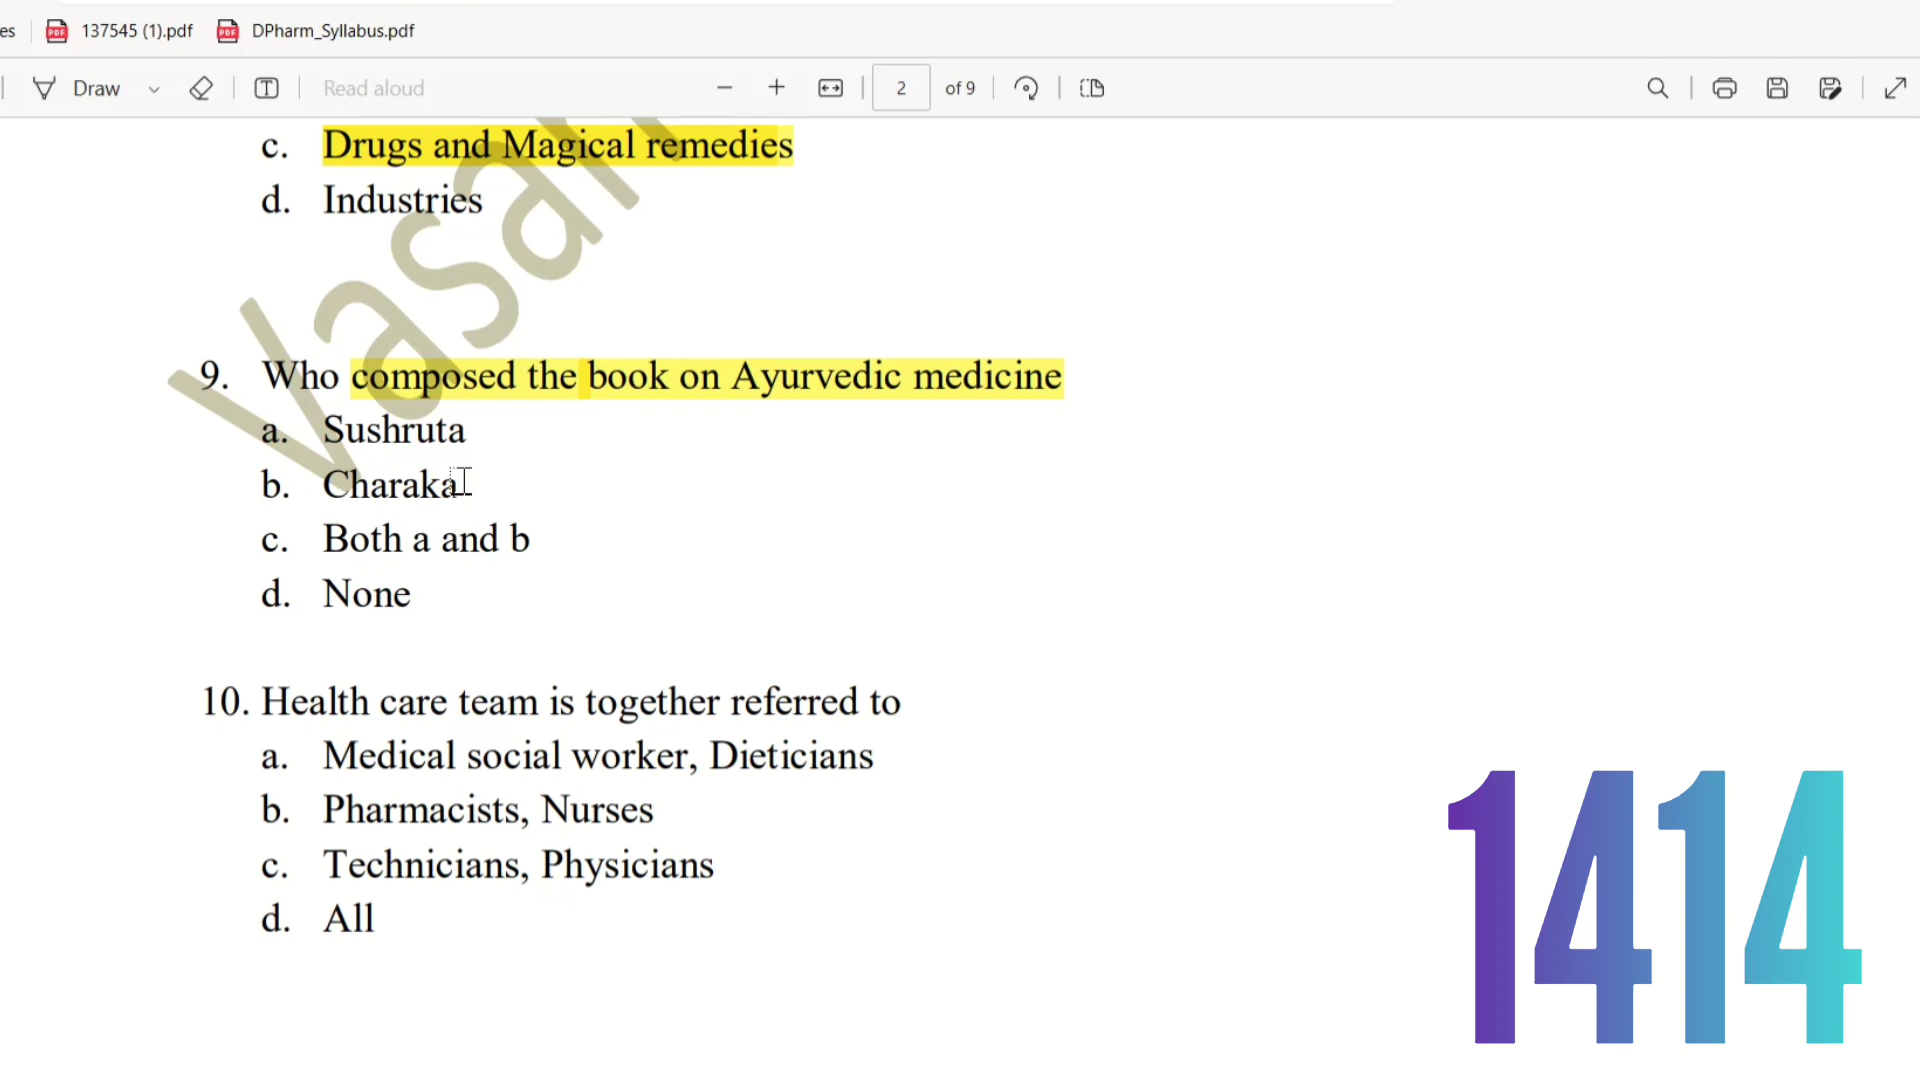 es
137545 (1).pdf
DPharm_Syllabus.pdf
Draw
Read aloud
2 of 9
c. Drugs and Magical remedies
d. Industries
9. Who composed the book on Ayurvedic medicine
a. Sushruta
b. Charaka
c. Both a and b
d. None
10. Health care team is together referred to
a. Medical social worker, Dieticians
b. Pharmacists, Nurses
c. Technicians, Physicians
d. All
1414
Vasan